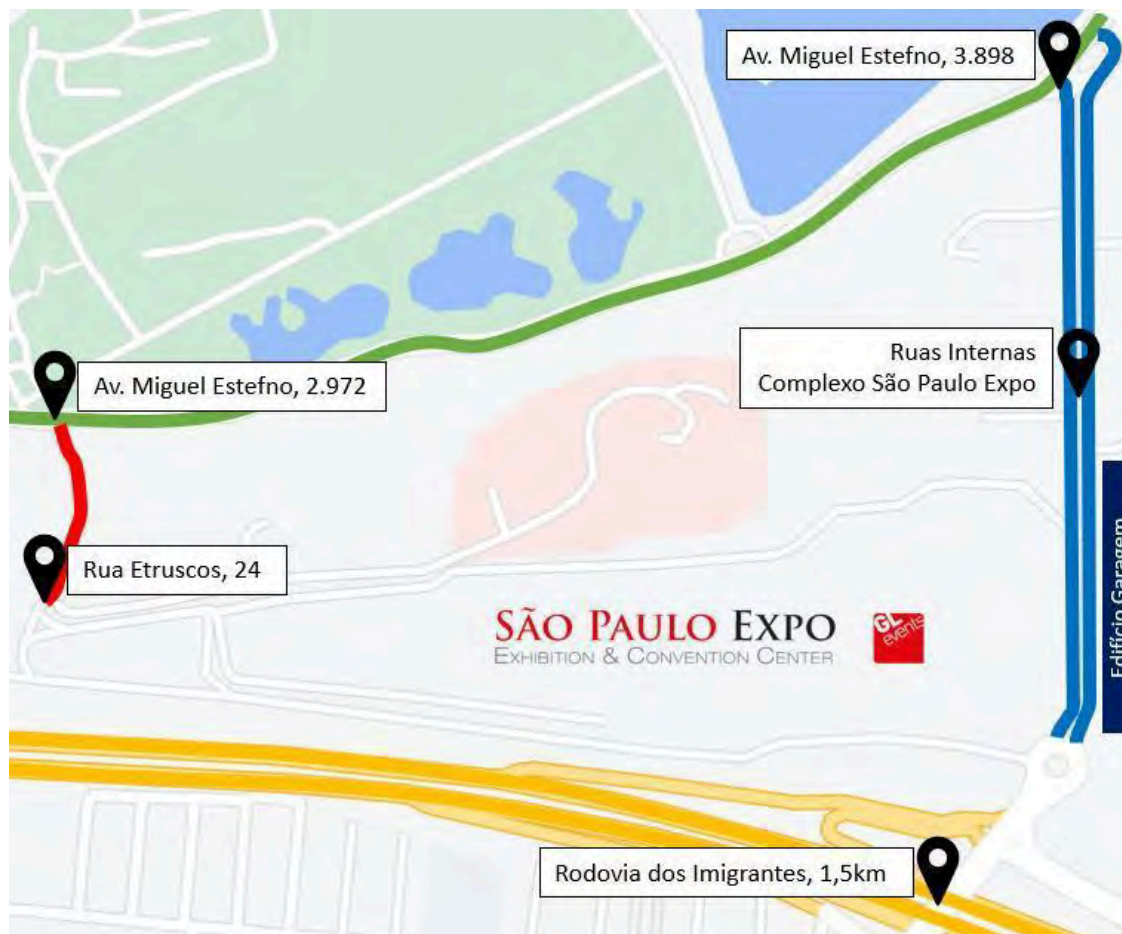 Av. Miguel Estefno, 3.898
Ruas Internas
Complexo São Paulo Expo
Av. Miguel Estefno, 2.972
Rua Etruscos, 24
Edifício Garagem
SÃO PAULO EXPO
EXHIBITION & CONVENTION CENTER
GL
events
Rodovia dos Imigrantes, 1,5km